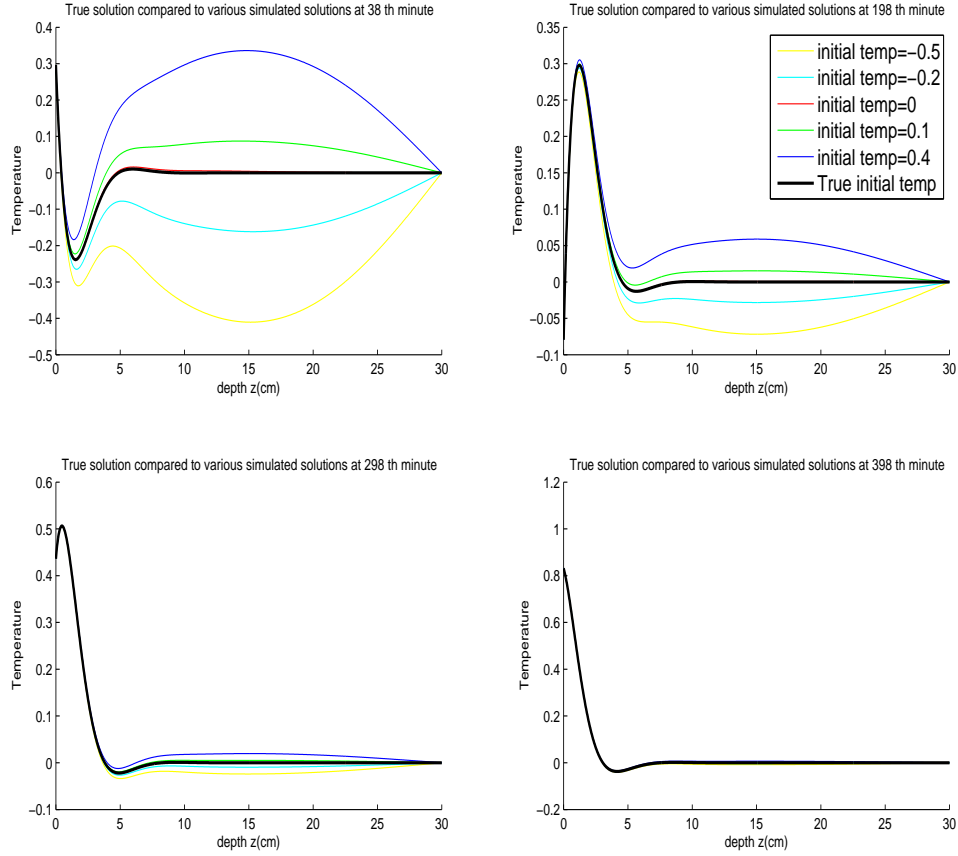 True solution compared to various simulated solutions at 38 th minute
0.4
0.3
0.2
0.1
0
−0.1
−0.2
−0.3
−0.4
−0.5
Temperature
0 5 10 15 20 25 30
depth z(cm)
True solution compared to various simulated solutions at 198 th minute
0.35
0.3
0.25
0.2
0.15
0.1
0.05
0
−0.05
−0.1
Temperature
0 5 10 15 20 25 30
depth z(cm)
initial temp=−0.5
initial temp=−0.2
initial temp=0
initial temp=0.1
initial temp=0.4
True initial temp
True solution compared to various simulated solutions at 298 th minute
0.6
0.5
0.4
0.3
0.2
0.1
0
−0.1
Temperature
0 5 10 15 20 25 30
depth z(cm)
True solution compared to various simulated solutions at 398 th minute
1.2
1
0.8
0.6
0.4
0.2
0
−0.2
Temperature
0 5 10 15 20 25 30
depth z(cm)